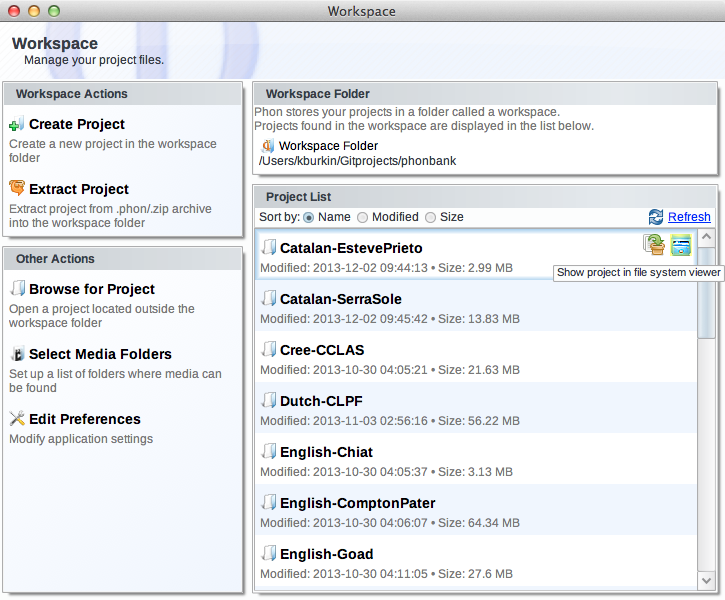 Workspace
Workspace
Manage your project files.
Workspace Actions
Create Project
Create a new project in the workspace
folder
Extract Project
Extract project from .phon/.zip archive
into the workspace folder
Other Actions
Browse for Project
Open a project located outside the
workspace folder
Select Media Folders
Set up a list of folders where media can
be found
Edit Preferences
Modify application settings
Workspace Folder
Phon stores your projects in a folder called a workspace.
Projects found in the workspace are displayed in the list below.
Workspace Folder
/Users/kburkin/Gitprojects/phonbank
Project List
Sort by: Name Modified Size Refresh
Catalan-EstevePrieto
Modified: 2013-12-02 09:44:13 • Size: 2.99 MB
Show project in file system viewer
Catalan-SerraSole
Modified: 2013-12-02 09:45:42 • Size: 13.83 MB
Cree-CCLAS
Modified: 2013-10-30 04:05:21 • Size: 21.63 MB
Dutch-CLPF
Modified: 2013-11-03 02:56:16 • Size: 56.22 MB
English-Chiat
Modified: 2013-10-30 04:05:37 • Size: 3.13 MB
English-ComptonPater
Modified: 2013-10-30 04:06:07 • Size: 64.34 MB
English-Goad
Modified: 2013-10-30 04:11:05 • Size: 27.6 MB